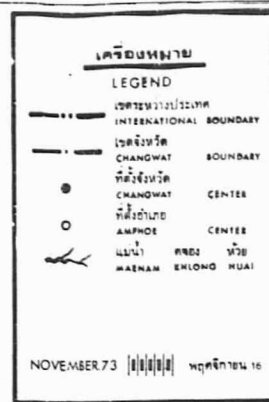 เครื่องหมาย
LEGEND
เขตระหว่างประเทศ
INTERNATIONAL BOUNDARY
เขตจังหวัด
CHANGWAT BOUNDARY
ที่ตั้งจังหวัด
CHANGWAT CENTER
ที่ตั้งอำเภอ
AMPHOE CENTER
แม่น้ำ คลอง ห้วย
MAENAM KHLONG HUAI
NOVEMBER.73 พฤศจิกายน 16